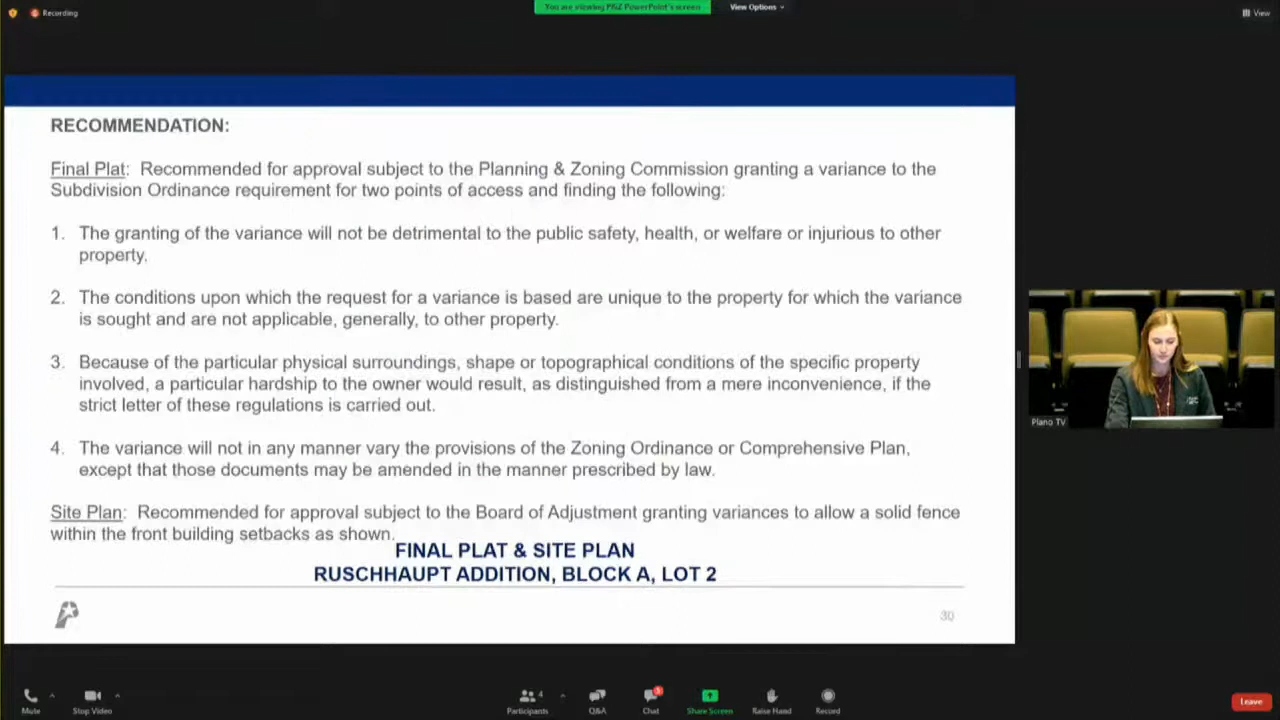 Recording
You are viewing P&Z PowerPoint's screen
View Options
View
RECOMMENDATION:
Final Plat: Recommended for approval subject to the Planning & Zoning Commission granting a variance to the
Subdivision Ordinance requirement for two points of access and finding the following:
1. The granting of the variance will not be detrimental to the public safety, health, or welfare or injurious to other
property.
2. The conditions upon which the request for a variance is based are unique to the property for which the variance
is sought and are not applicable, generally, to other property.
3. Because of the particular physical surroundings, shape or topographical conditions of the specific property
involved, a particular hardship to the owner would result, as distinguished from a mere inconvenience, if the
strict letter of these regulations is carried out.
4. The variance will not in any manner vary the provisions of the Zoning Ordinance or Comprehensive Plan,
except that those documents may be amended in the manner prescribed by law.
Site Plan: Recommended for approval subject to the Board of Adjustment granting variances to allow a solid fence
within the front building setbacks as shown.
FINAL PLAT & SITE PLAN
RUSCHHAUPT ADDITION, BLOCK A, LOT 2
30
Plano TV
Mute
Stop Video
4
Participants
Q&A
Chat
Share Screen
Raise Hand
Record
Leave